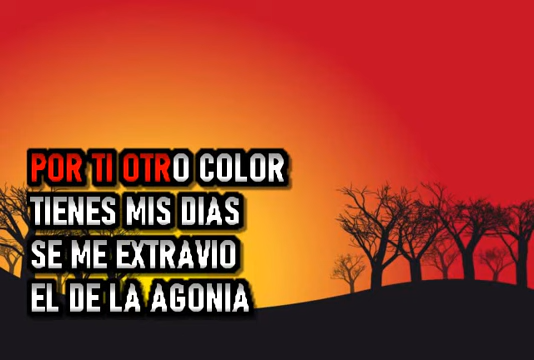 POR TI OTRO COLOR
TIENES MIS DIAS
SE ME EXTRAVIO
EL DE LA AGONIA